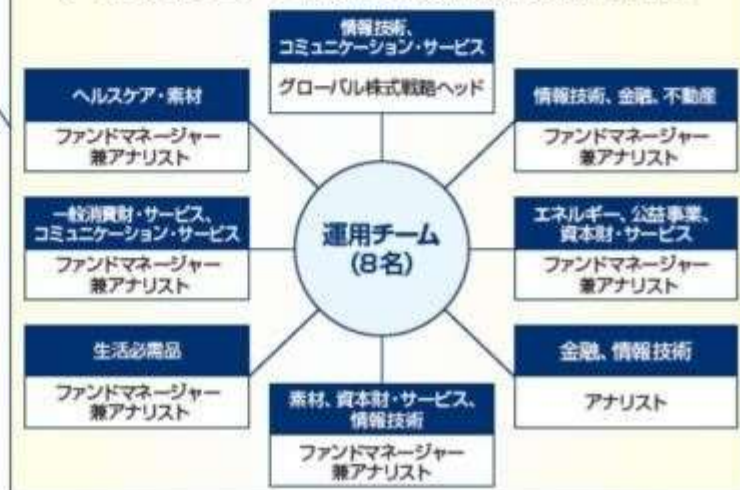 情報技術、
コミュニケーション・サービス
グローバル株式戦略ヘッド
ヘルスケア・素材
ファンドマネージャー
兼アナリスト
情報技術、金融、不動産
ファンドマネージャー
兼アナリスト
一般消費財・サービス、
コミュニケーション・サービス
ファンドマネージャー
兼アナリスト
運用チーム
(8名)
エネルギー、公益事業、
資本財・サービス
ファンドマネージャー
兼アナリスト
生活必需品
ファンドマネージャー
兼アナリスト
素材、資本財・サービス、
情報技術
ファンドマネージャー
兼アナリスト
金融、情報技術
アナリスト